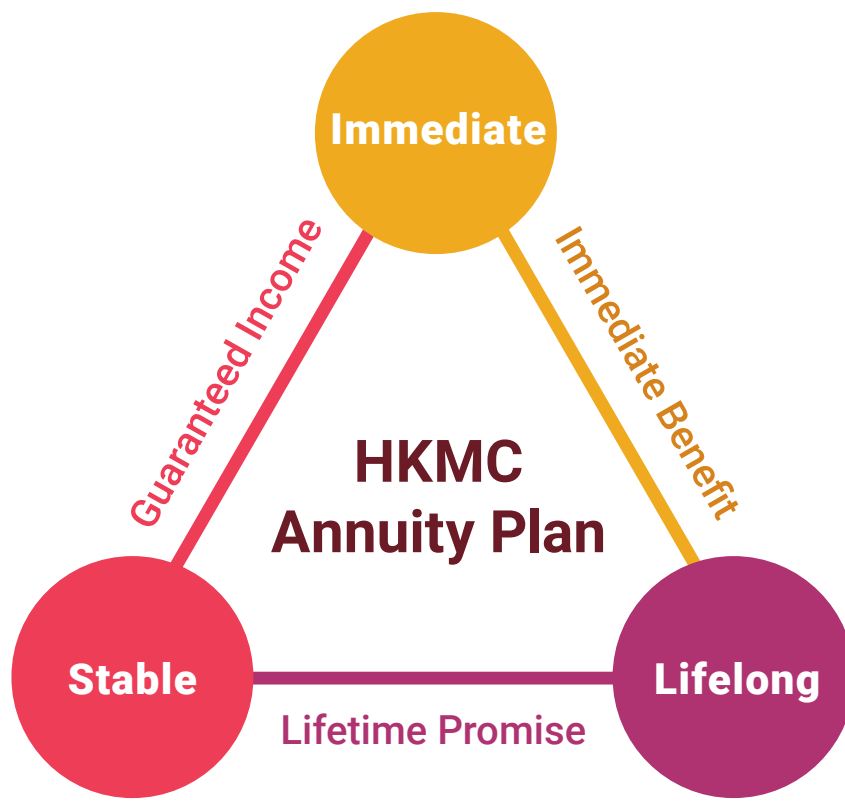 Immediate
Guaranteed Income
Immediate Benefit
HKMC
Annuity Plan
Stable
Lifelong
Lifetime Promise